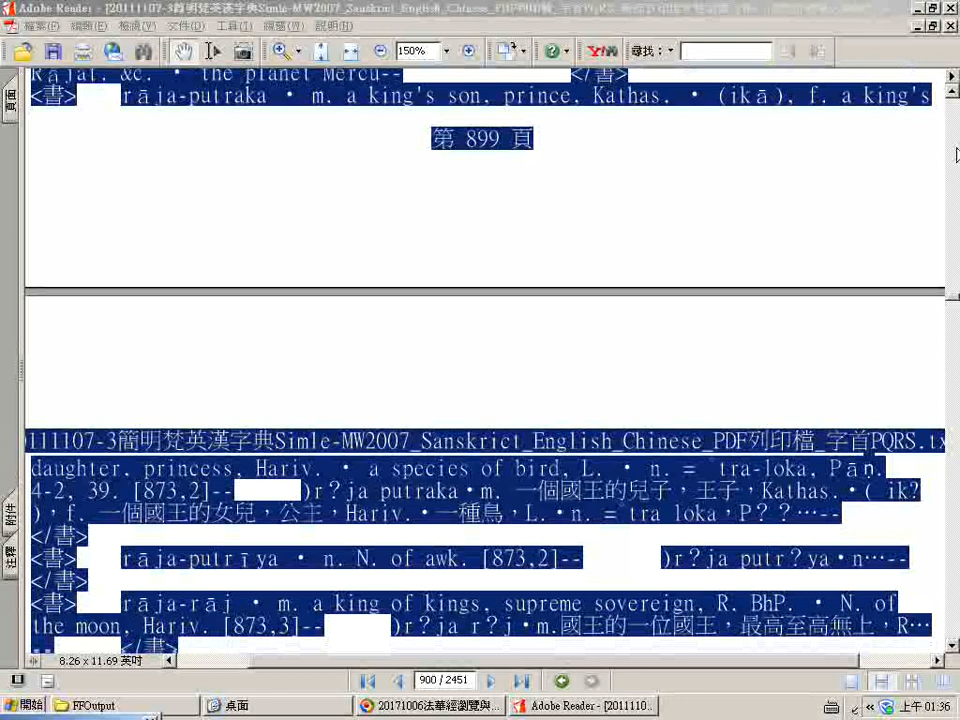 Adobe Reader - [20111107-3簡明梵英漢字典Simle-MW2007_Sanskrict_English_Chinese_PDF列印檔_字首PQRS
檔案(F) 編輯(E) 檢視(V) 文件(D) 工具(T) 視窗(W) 說明(H)
150% 尋找:
Rājat. &c. • the planet Mercu-- </書>
<書> rāja-putraka • m. a king's son, prince, Kathas. • (ikā), f. a king's
第 899 頁
0111107-3簡明梵英漢字典Simle-MW2007_Sanskrict_English_Chinese_PDF列印檔_字首PQRS.tx
daughter, princess, Hariv. • a species of bird, L. • n. = °tra-loka, Pāṇ.
4-2, 39. [873,2]-- )r?ja putraka•m. 一個國王的兒子，王子，Kathas.•( ik?
)，f. 一個國王的女兒，公主，Hariv.•一種鳥，L.•n. =°tra loka，P？？…--
</書>
<書> rāja-putrīya • n. N. of awk. [873,2]-- )r?ja putr?ya•n…--
</書>
<書> rāja-rāj • m. a king of kings, supreme sovereign, R. BhP. • N. of
the moon, Hariv. [873,3]-- )r?ja r?j•m.國王的一位國王，最高至高無上，R…
-- </書>
8.26 x 11.69 英吋
900 / 2451
開始 FFOutput 桌面 20171006法華經瀏覽與... Adobe Reader - [2011110... 上午 01:36
頁面
附件
註釋